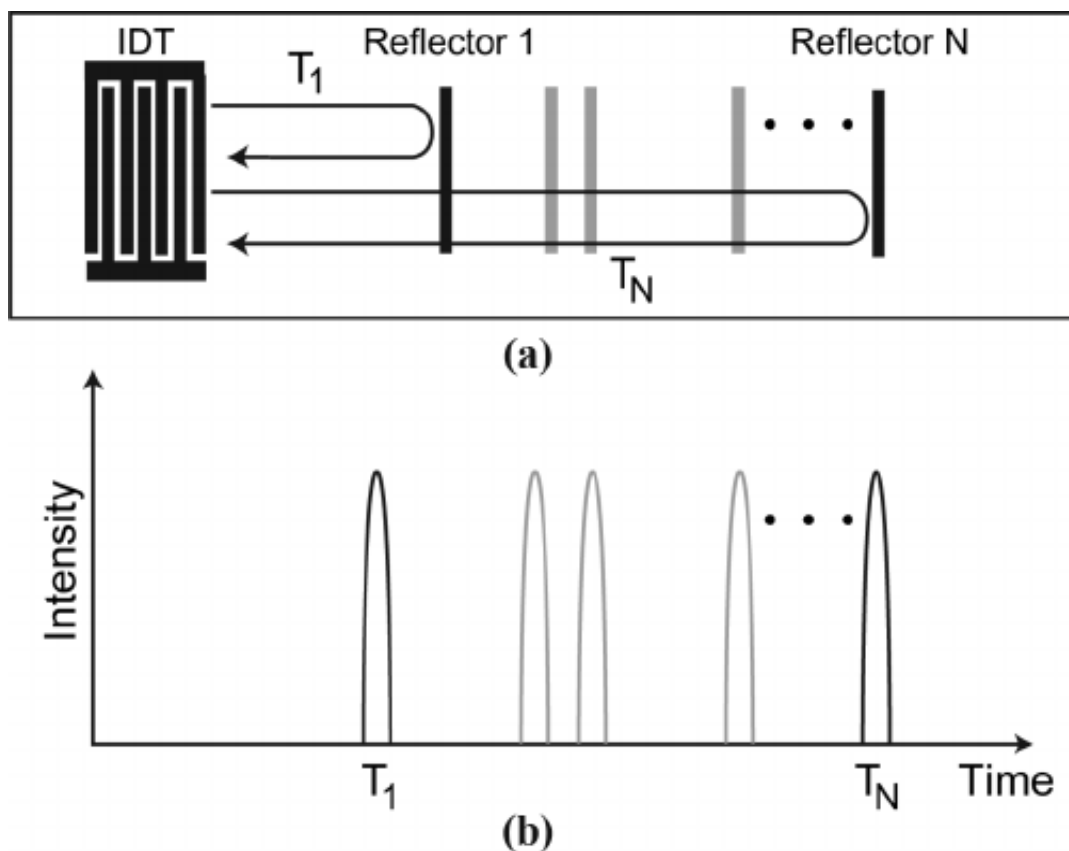 IDT Reflector 1 Reflector N
T1
TN
(a)
Intensity
T1 TN Time
(b)